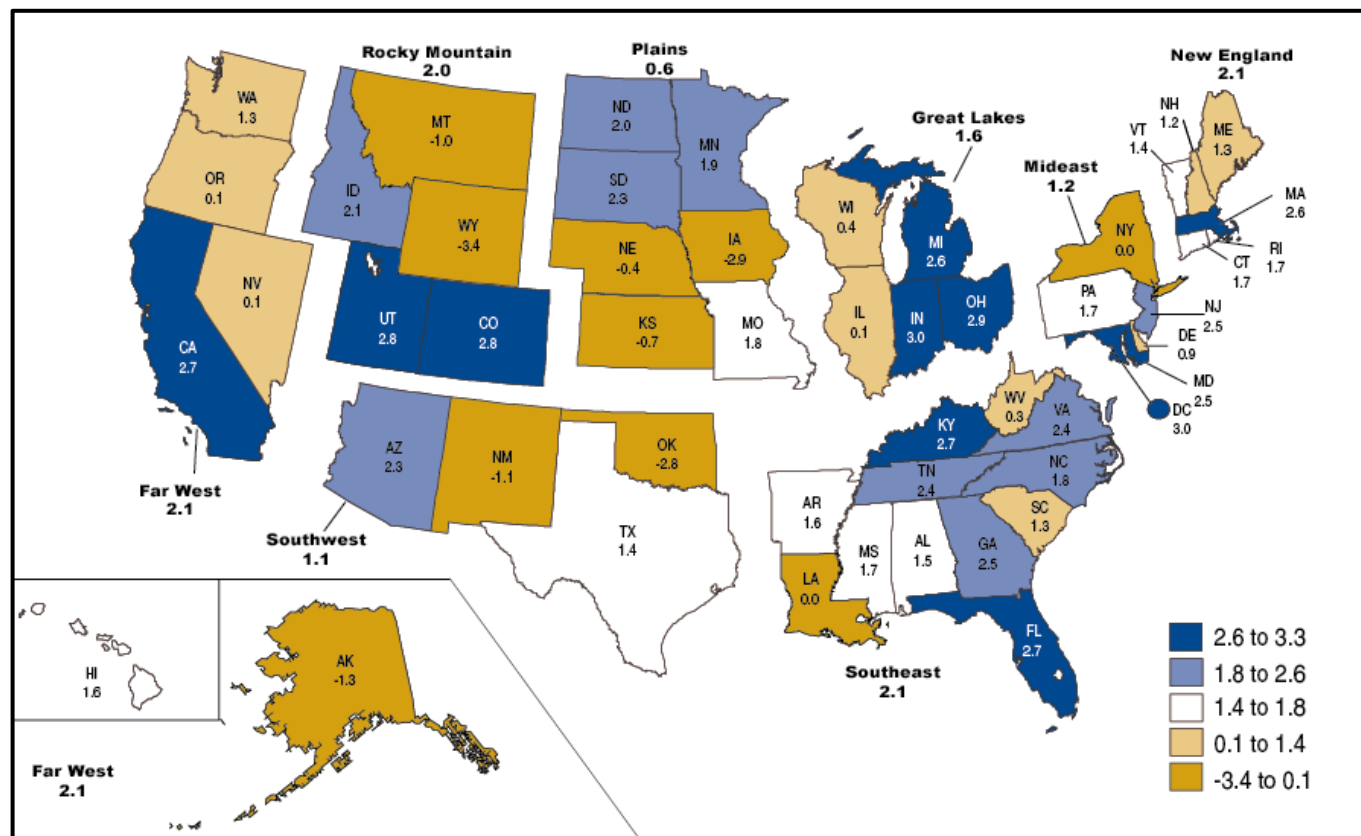 Rocky Mountain
2.0
Plains
0.6
New England
2.1
Great Lakes
1.6
Mideast
1.2
WA
1.3
OR
0.1
CA
2.7
NV
0.1
Far West
2.1
MT
-1.0
ID
2.1
WY
-3.4
UT
2.8
CO
2.8
ND
2.0
MN
1.9
SD
2.3
NE
-0.4
IA
-2.9
KS
-0.7
MO
1.8
WI
0.4
MI
2.6
IL
0.1
IN
3.0
OH
2.9
NH
1.2
VT
1.4
ME
1.3
MA
2.6
RI
1.7
CT
1.7
NY
0.0
PA
1.7
NJ
2.5
DE
0.9
MD
2.5
DC
3.0
AZ
2.3
NM
-1.1
OK
-2.8
TX
1.4
Southwest
1.1
WV
0.3
VA
2.4
KY
2.7
TN
2.4
NC
1.8
SC
1.3
AR
1.6
MS
1.7
AL
1.5
GA
2.5
LA
0.0
FL
2.7
Southeast
2.1
HI
1.6
AK
-1.3
Far West
2.1
2.6 to 3.3
1.8 to 2.6
1.4 to 1.8
0.1 to 1.4
-3.4 to 0.1